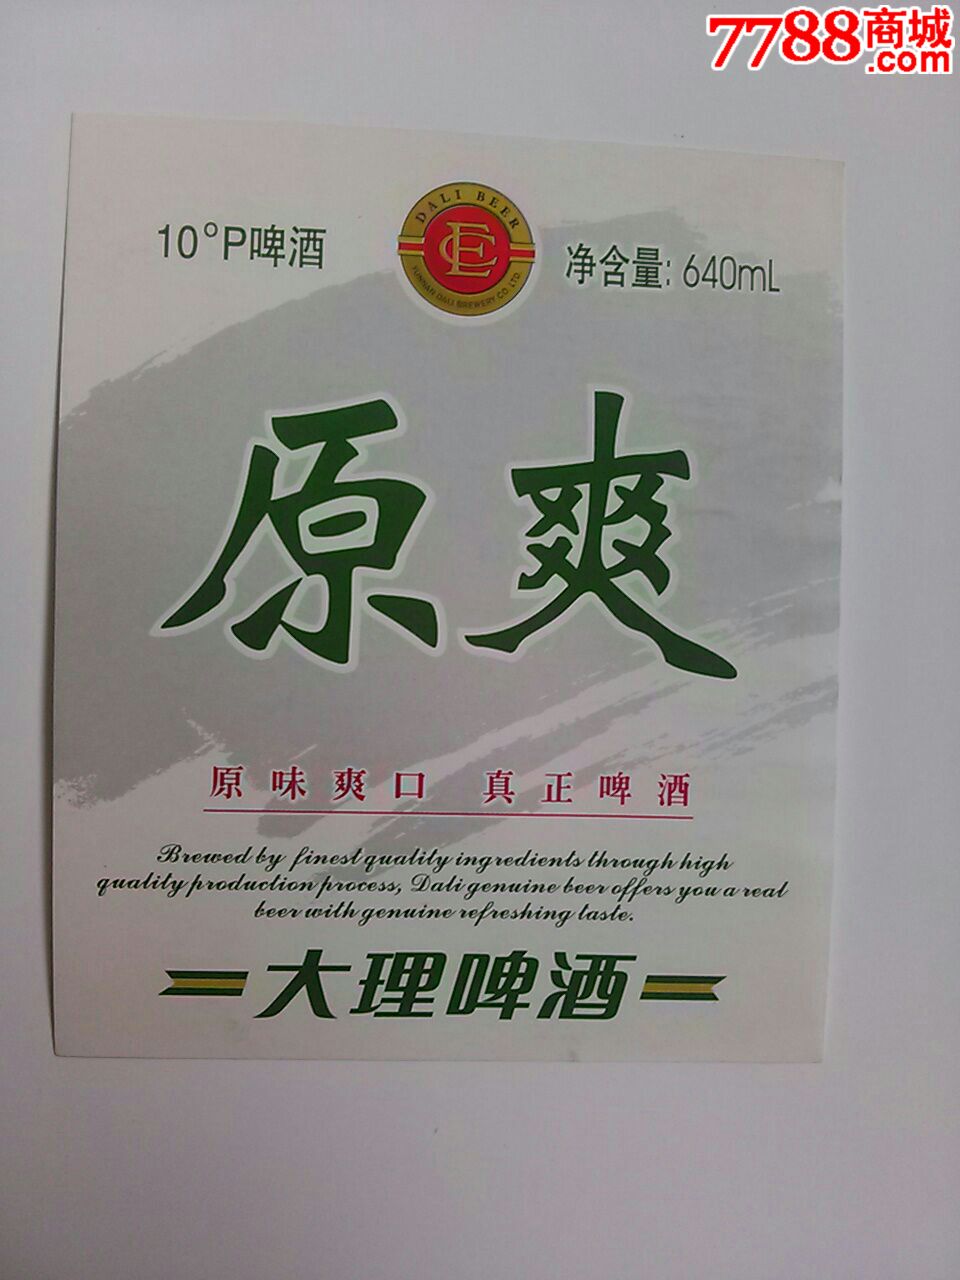 7788商城
.com
DALI BEER
10°P啤酒
净含量: 640mL
YUNNAN DALI BREWERY CO. LTD.
原爽
原味爽口 真正啤酒
Brewed by finest quality ingredients through high
quality production process, Dali genuine beer offers you a real
beer with genuine refreshing taste.
大理啤酒